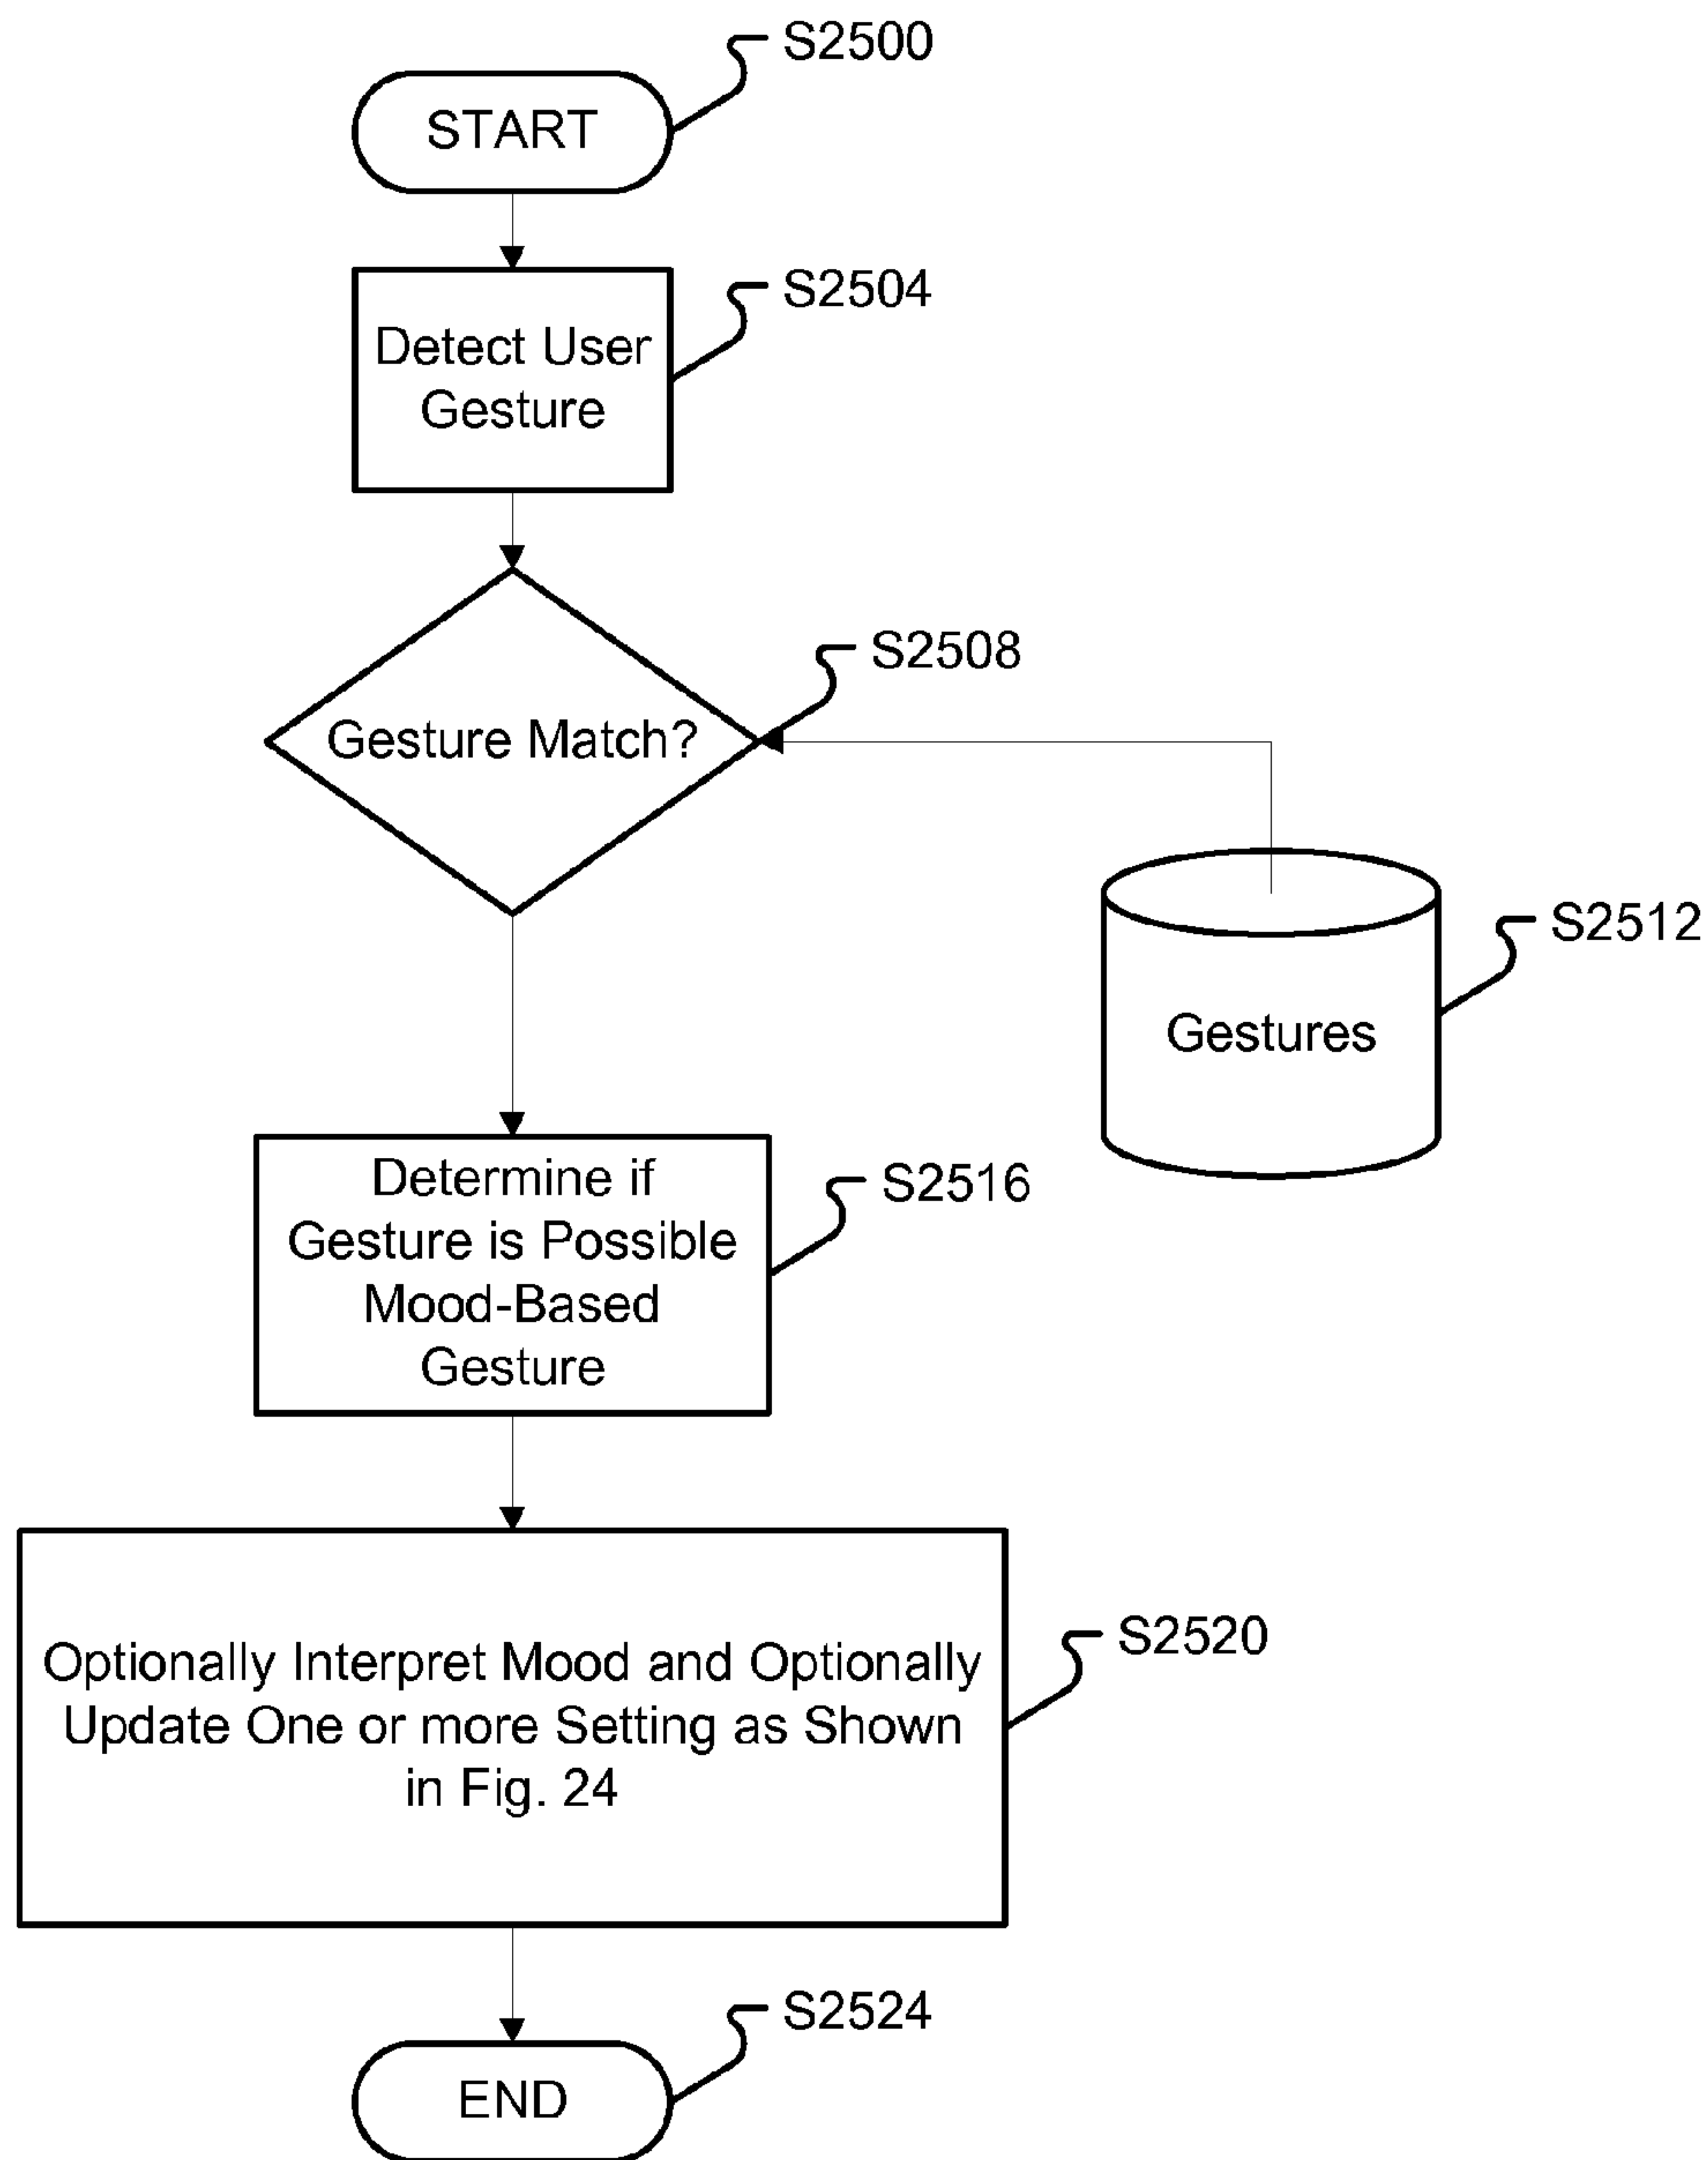 S2500
START
S2504
Detect User
Gesture
S2508
Gesture Match?
S2512
Gestures
S2516
Determine if
Gesture is Possible
Mood-Based
Gesture
S2520
Optionally Interpret Mood and Optionally
Update One or more Setting as Shown
in Fig. 24
S2524
END